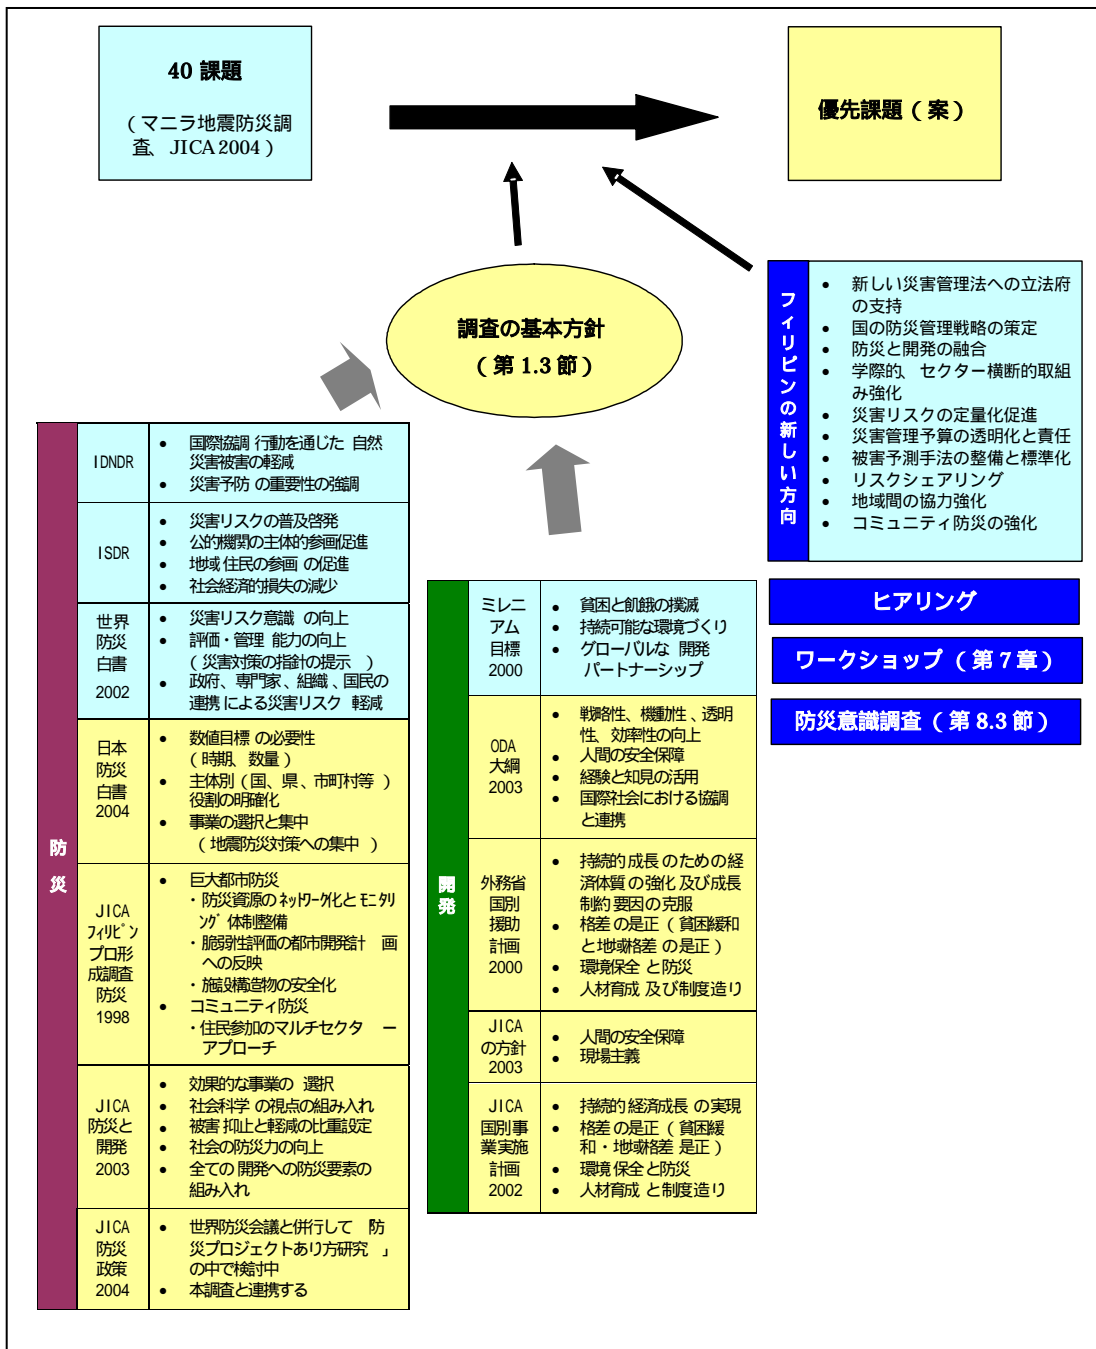 40 課題
（マニラ地震防災調
査、JICA 2004）
優先課題（案）
調査の基本方針
（第 1.3 節）
フィリピンの新しい方向
• 新しい災害管理法への立法府
の支持
• 国の防災管理戦略の策定
• 防災と開発の融合
• 学際的、セクター横断的取組
み強化
• 災害リスクの定量化促進
• 災害管理予算の透明化と責任
• 被害予測手法の整備と標準化
• リスクシェアリング
• 地域間の協力強化
• コミュニティ防災の強化
ヒアリング
ワークショップ（第 7 章）
防災意識調査（第 8.3 節）
防災
IDNDR
• 国際協調 行動を通じた 自然
災害被害の軽減
• 災害予防 の重要性の強調
ISDR
• 災害リスクの普及啓発
• 公的機関の主体的参画促進
• 地域 住民の参画 の促進
• 社会経済的損失の減少
世界
防災
白書
2002
• 災害リスク意識 の向上
• 評価・管理 能力の向上
（災害対策の指針の提示 ）
• 政府、専門家、組織、国民の
連携 による災害リスク 軽減
日本
防災
白書
2004
• 数値目標 の必要性
（時期、数量）
• 主体別（国、県、市町村等 ）
役割の明確化
• 事業の選択と集中
（地震防災対策への集中 ）
JICA
フィリピン
プロ形
成調査
防災
1998
• 巨大都市防災
・防災資源のネットワーク化とモニタリ
ング 体制整備
・脆弱性評価の都市開発計 画
への反映
・施設構造物の安全化
• コミュニティ防災
・住民参加のマルチセクタ ー
アプローチ
JICA
防災と
開発
2003
• 効果的な事業の 選択
• 社会科学 の視点の組み入れ
• 被害 抑止と軽減の比重設定
• 社会の防災力の向上
• 全ての 開発への防災要素の
組み入れ
JICA
防災
政策
2004
• 世界防災会議と併行して 「防
災プロジェクトあり方研究 」
の中で検討中
• 本調査と連携する
開発
ミレニ
アム
目標
2000
• 貧困と飢餓の撲滅
• 持続可能な環境づくり
• グローバルな 開発
パートナーシップ
ODA
大綱
2003
• 戦略性、機動性 、透明
性、効率性の向上
• 人間の安全保障
• 経験と知見の活用
• 国際社会における協調
と連携
外務省
国別
援助
計画
2000
• 持続的成長 のための経
済体質 の強化 及び成長
制約 要因の克服
• 格差 の是正（貧困緩和
と地域格差 の是正）
• 環境保全 と防災
• 人材育成 及び制度造り
JICA
の方針
2003
• 人間の安全保障
• 現場主義
JICA
国別事
業実施
計画
2002
• 持続的 経済成長 の実現
• 格差 の是正（貧困緩
和・地域格差 是正）
• 環境 保全 と防災
• 人材育成 と制度造り